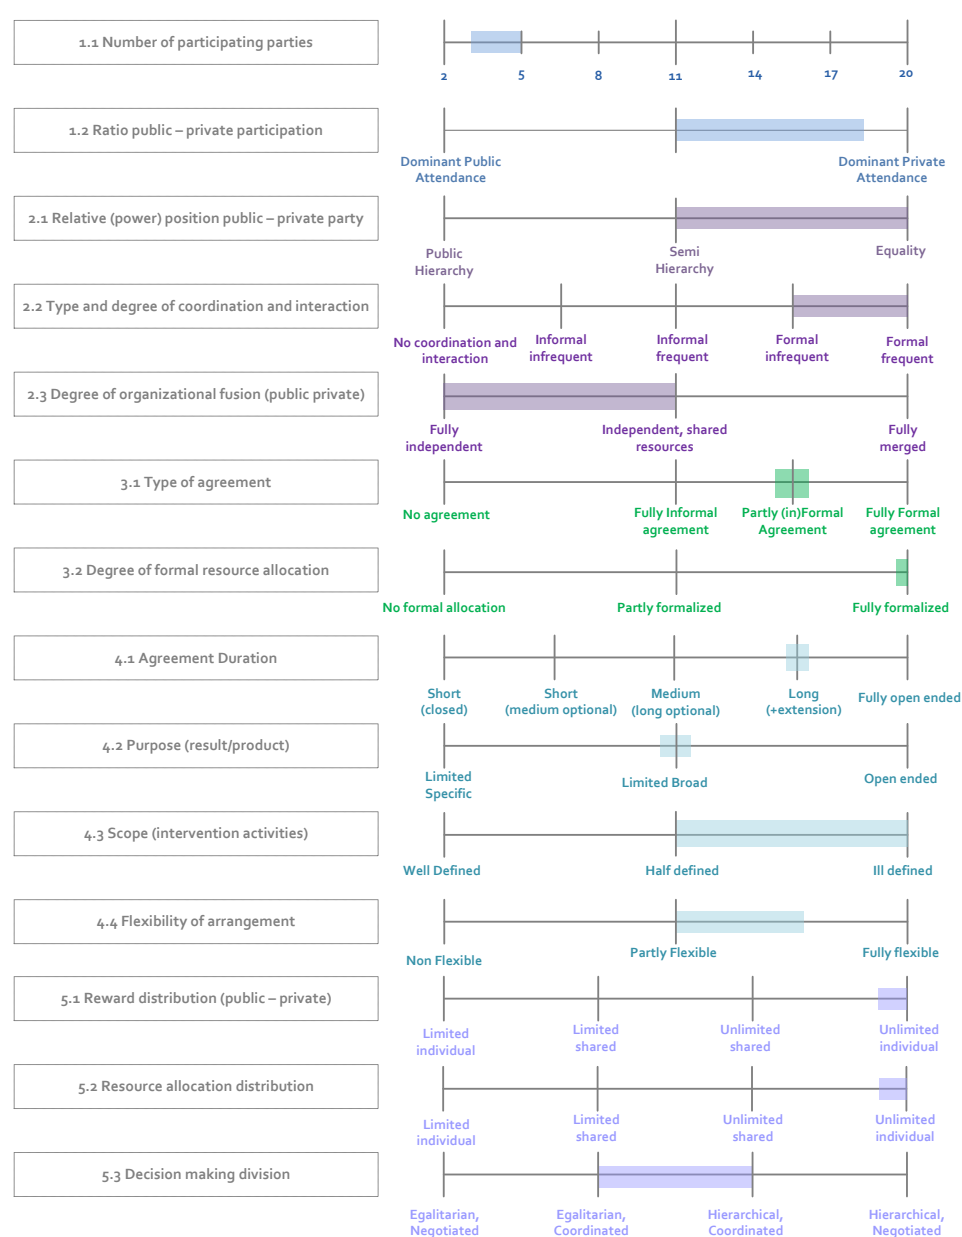 1.1 Number of participating parties
2 5 8 11 14 17 20
1.2 Ratio public – private participation
Dominant Public Dominant Private
Attendance Attendance
2.1 Relative (power) position public – private party
Public Semi Equality
Hierarchy Hierarchy
2.2 Type and degree of coordination and interaction
No coordination and Informal Informal Formal Formal
interaction infrequent frequent infrequent frequent
2.3 Degree of organizational fusion (public private)
Fully Independent, shared Fully
independent resources merged
3.1 Type of agreement
No agreement Fully Informal Partly (in)Formal Fully Formal
agreement Agreement agreement
3.2 Degree of formal resource allocation
No formal allocation Partly formalized Fully formalized
4.1 Agreement Duration
Short Short Medium Long Fully open ended
(closed) (medium optional) (long optional) (+extension)
4.2 Purpose (result/product)
Limited Limited Broad Open ended
Specific
4.3 Scope (intervention activities)
Well Defined Half defined Ill defined
4.4 Flexibility of arrangement
Non Flexible Partly Flexible Fully flexible
5.1 Reward distribution (public – private)
Limited Limited Unlimited Unlimited
individual shared shared individual
5.2 Resource allocation distribution
Limited Limited Unlimited Unlimited
individual shared shared individual
5.3 Decision making division
Egalitarian, Egalitarian, Hierarchical, Hierarchical,
Negotiated Coordinated Coordinated Negotiated